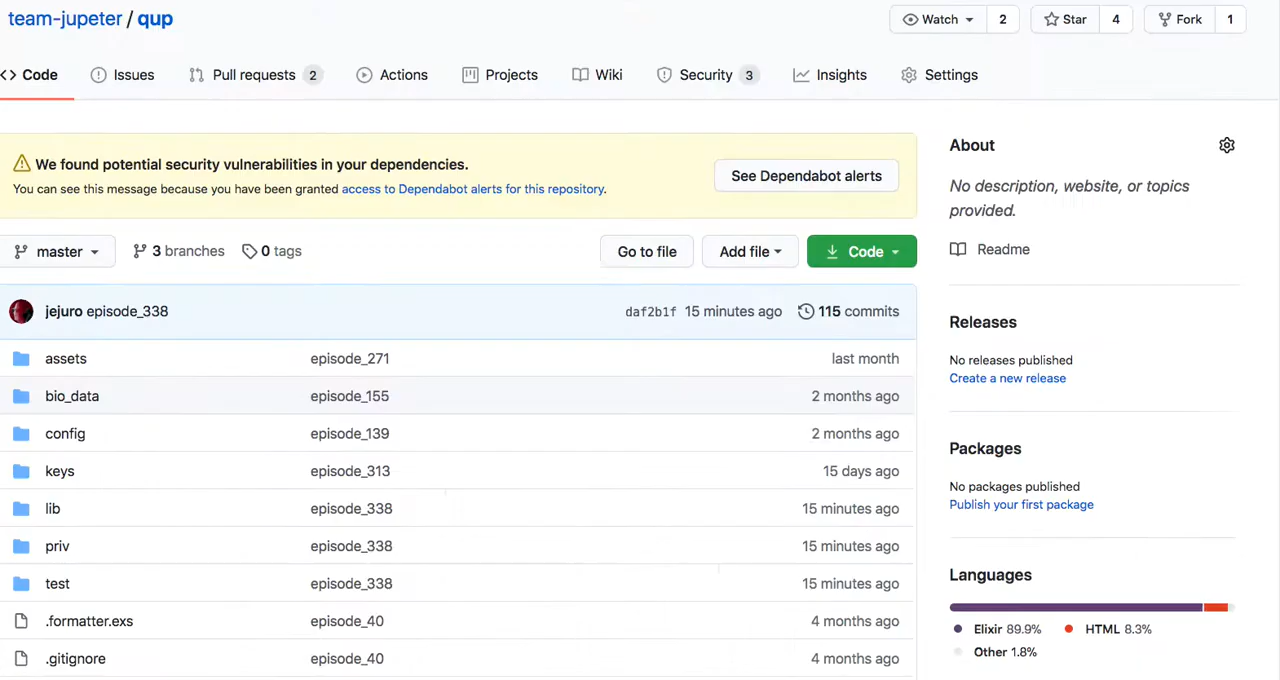 team-jupeter / qup
Watch 2 Star 4 Fork 1
<> Code Issues Pull requests 2 Actions Projects Wiki Security 3 Insights Settings
We found potential security vulnerabilities in your dependencies.
You can see this message because you have been granted access to Dependabot alerts for this repository.
See Dependabot alerts
master 3 branches 0 tags Go to file Add file Code
jejuro episode_338 daf2b1f 15 minutes ago 115 commits
assets episode_271 last month
bio_data episode_155 2 months ago
config episode_139 2 months ago
keys episode_313 15 days ago
lib episode_338 15 minutes ago
priv episode_338 15 minutes ago
test episode_338 15 minutes ago
.formatter.exs episode_40 4 months ago
.gitignore episode_40 4 months ago
About
No description, website, or topics
provided.
Readme
Releases
No releases published
Create a new release
Packages
No packages published
Publish your first package
Languages
Elixir 89.9% HTML 8.3%
Other 1.8%